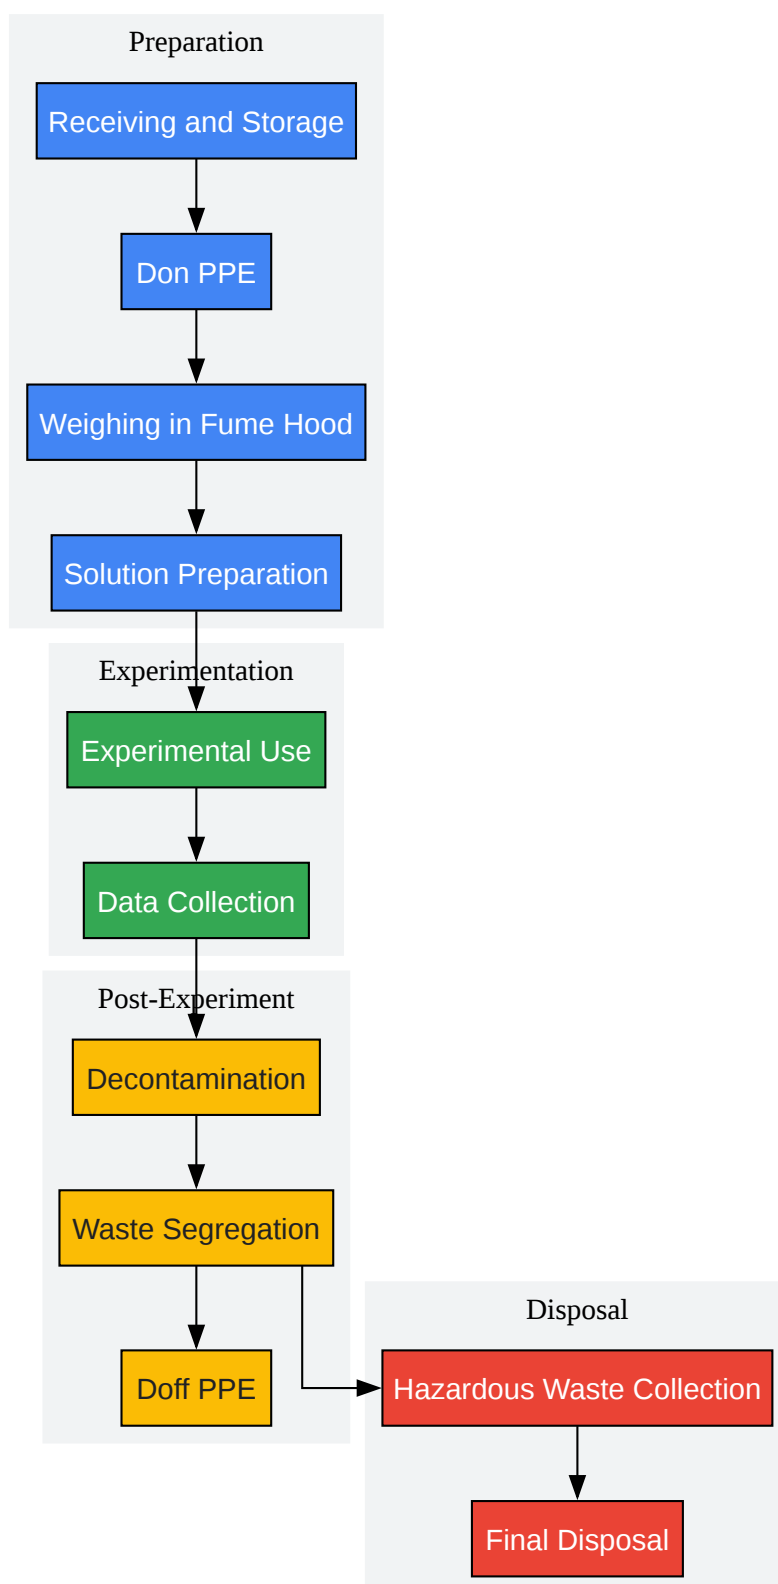 Preparation
Receiving and Storage
Don PPE
Weighing in Fume Hood
Solution Preparation
Experimentation
Experimental Use
Data Collection
Post-Experiment
Decontamination
Waste Segregation
Doff PPE
Disposal
Hazardous Waste Collection
Final Disposal